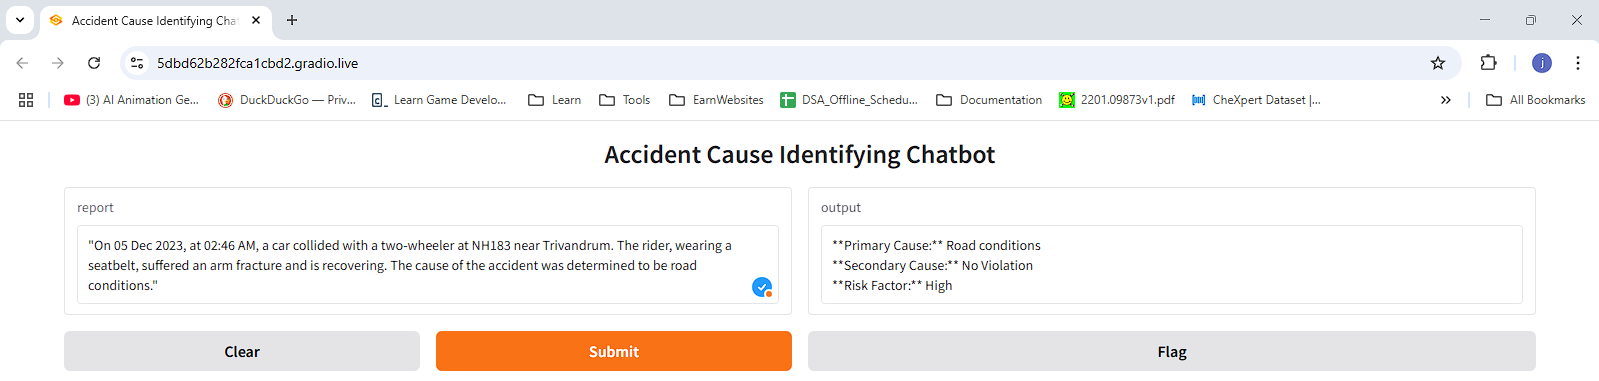 Accident Cause Identifying Chat
5dbd62b282fca1cbd2.gradio.live
j
(3) AI Animation Ge...
DuckDuckGo — Priv...
Learn Game Develo...
Learn
Tools
EarnWebsites
DSA_Offline_Schedu...
Documentation
2201.09873v1.pdf
CheXpert Dataset |...
All Bookmarks
Accident Cause Identifying Chatbot
report
"On 05 Dec 2023, at 02:46 AM, a car collided with a two-wheeler at NH183 near Trivandrum. The rider, wearing a
seatbelt, suffered an arm fracture and is recovering. The cause of the accident was determined to be road
conditions."
output
**Primary Cause:** Road conditions
**Secondary Cause:** No Violation
**Risk Factor:** High
Clear
Submit
Flag